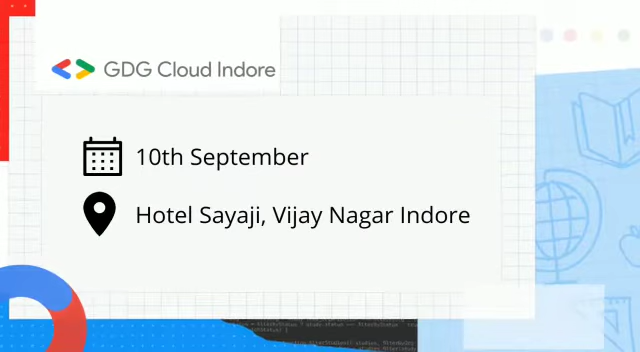 GDG Cloud Indore
10th September
Hotel Sayaji, Vijay Nagar Indore